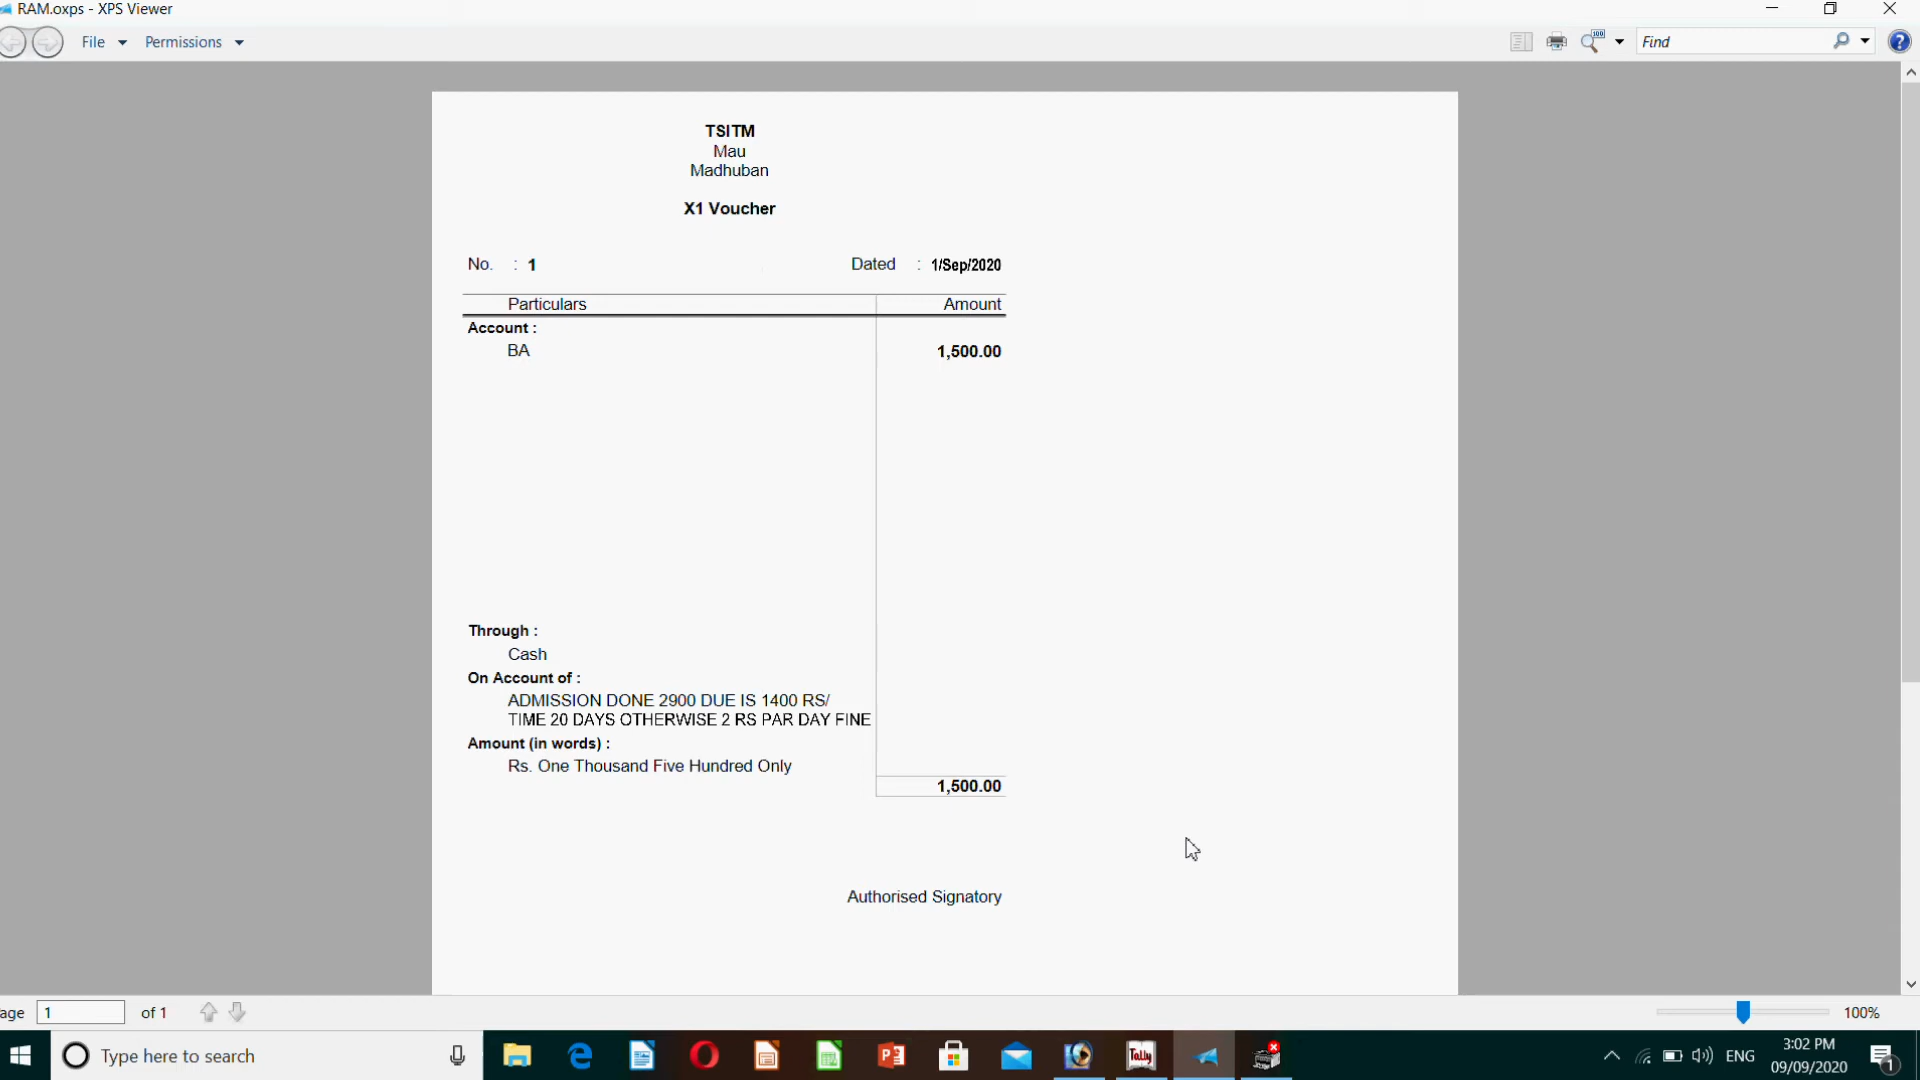 RAM.oxps - XPS Viewer
File Permissions
100
Find
?
TSITM
Mau
Madhuban
X1 Voucher
No. : 1 Dated : 1/Sep/2020
Particulars Amount
Account :
BA 1,500.00
Through :
Cash
On Account of :
ADMISSION DONE 2900 DUE IS 1400 RS/
TIME 20 DAYS OTHERWISE 2 RS PAR DAY FINE
Amount (in words) :
Rs. One Thousand Five Hundred Only
1,500.00
Authorised Signatory
age 1 of 1 100%
Type here to search
Tally
ENG
3:02 PM
09/09/2020
1